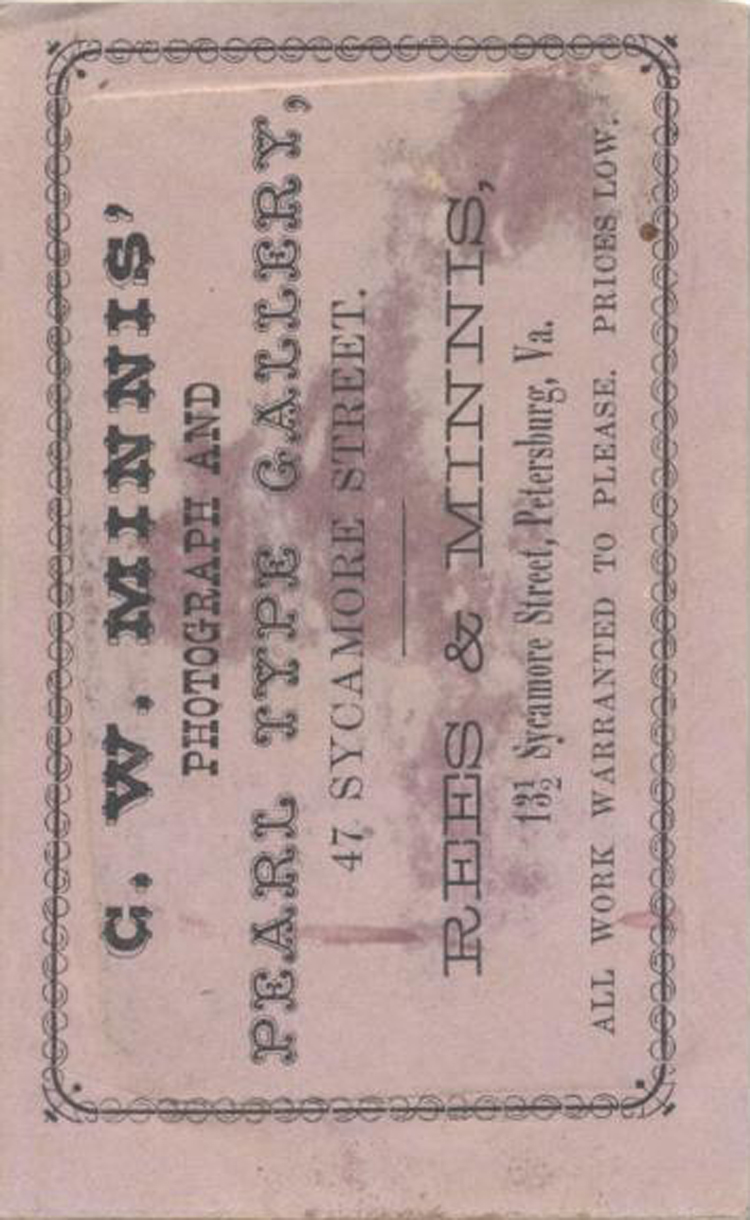 G. W. MINNIS'
PHOTOGRAPH AND
PEARL TYPE GALLERY,
47 SYCAMORE STREET.
REES & MINNIS,
13½ Sycamore Street, Petersburg, Va.
ALL WORK WARRANTED TO PLEASE. PRICES LOW.